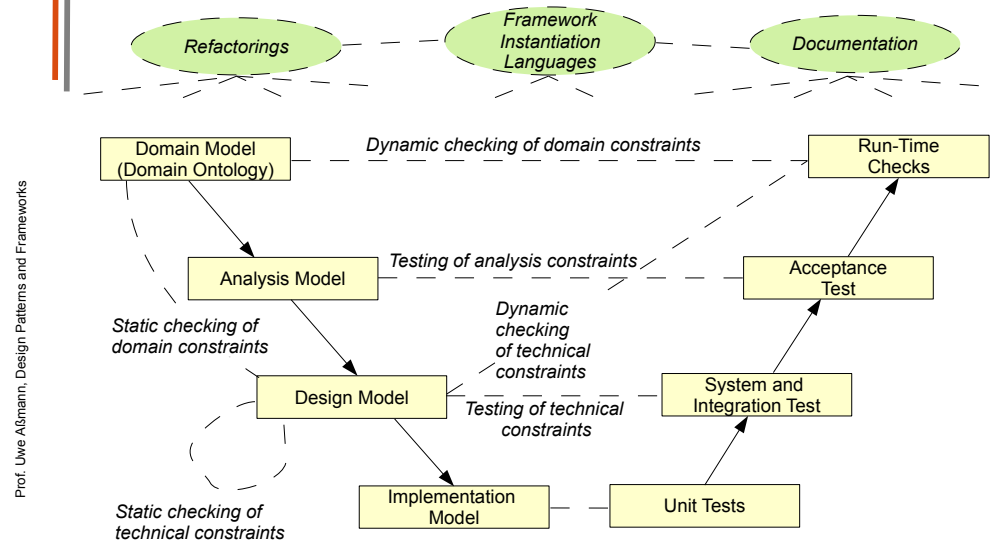 Refactorings
Framework
Instantiation
Languages
Documentation
Domain Model
(Domain Ontology)
Dynamic checking of domain constraints
Run-Time
Checks
Analysis Model
Testing of analysis constraints
Acceptance
Test
Static checking of
domain constraints
Dynamic
checking
of technical
constraints
Design Model
Testing of technical
constraints
System and
Integration Test
Static checking of
technical constraints
Implementation
Model
Unit Tests
Prof. Uwe Aßmann, Design Patterns and Frameworks